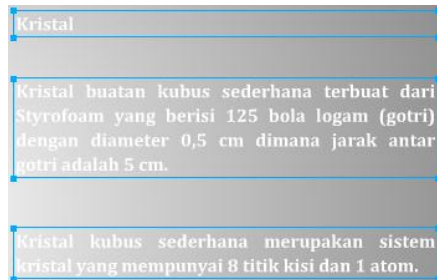 Kristal
Kristal buatan kubus sederhana terbuat dari
Styrofoam yang berisi 125 bola logam (gotri)
dengan diameter 0,5 cm dimana jarak antar
gotri adalah 5 cm.
Kristal kubus sederhana merupakan sistem
kristal yang mempunyai 8 titik kisi dan 1 atom.